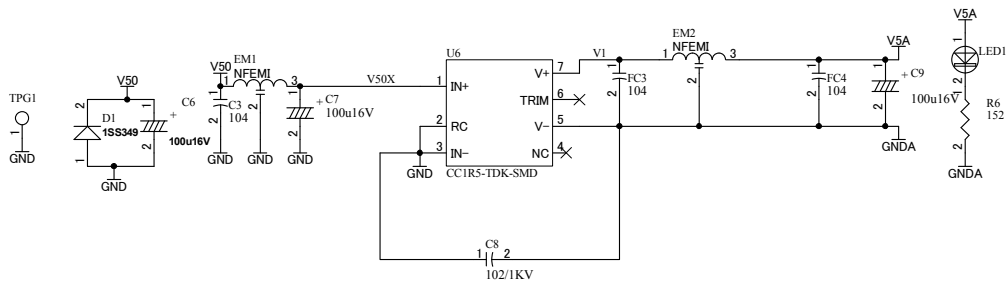 TPG1
1
GND
V50
2
D1
1SS349
1
1
C6
+
100u16V
2
GND
V50
EM1
NFEMI
1
3
2
1
C3
104
2
GND
GND
1
+
C7
100u16V
2
GND
V50X
U6
1
IN+
2
RC
3
IN-
V+
7
TRIM
6
V-
5
NC
4
CC1R5-TDK-SMD
GND
C8
1
2
102/1KV
V1
1
FC3
104
2
EM2
NFEMI
1
3
2
1
FC4
104
2
V5A
1
+
C9
100u16V
2
GNDA
V5A
1
LED1
2
1
R6
152
2
GNDA